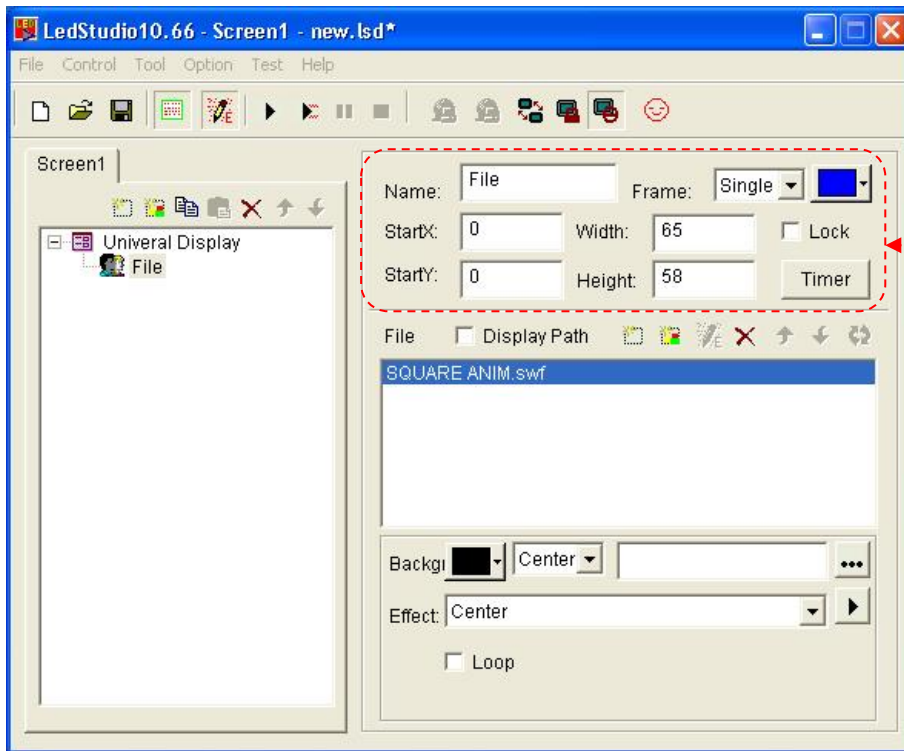 LedStudio10.66 - Screen1 - new.lsd*
File Control Tool Option Test Help
Screen1
Univeral Display
File
Name: File Frame: Single
StartX: 0 Width: 65 Lock
StartY: 0 Height: 58 Timer
File Display Path
SQUARE ANIM.swf
Backgr Center ...
Effect: Center
Loop